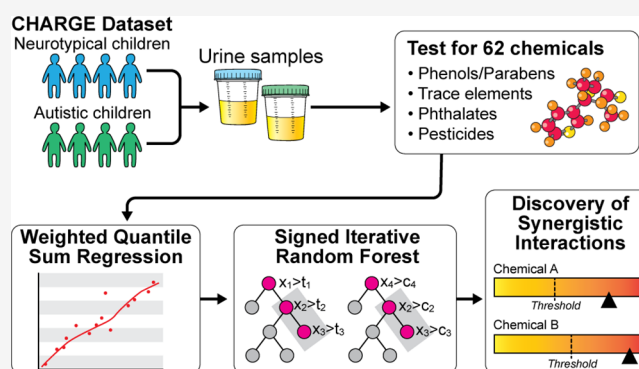 CHARGE Dataset
Neurotypical children
Autistic children
Urine samples
Test for 62 chemicals
• Phenols/Parabens
• Trace elements
• Phthalates
• Pesticides
Weighted Quantile
Sum Regression
Signed Iterative
Random Forest
x₁>t₁
x₂>t₂
x₃>t₃
x₄>c₄
x₂>c₂
x₃>c₃
Discovery of
Synergistic
Interactions
Chemical A
Threshold
Chemical B
Threshold